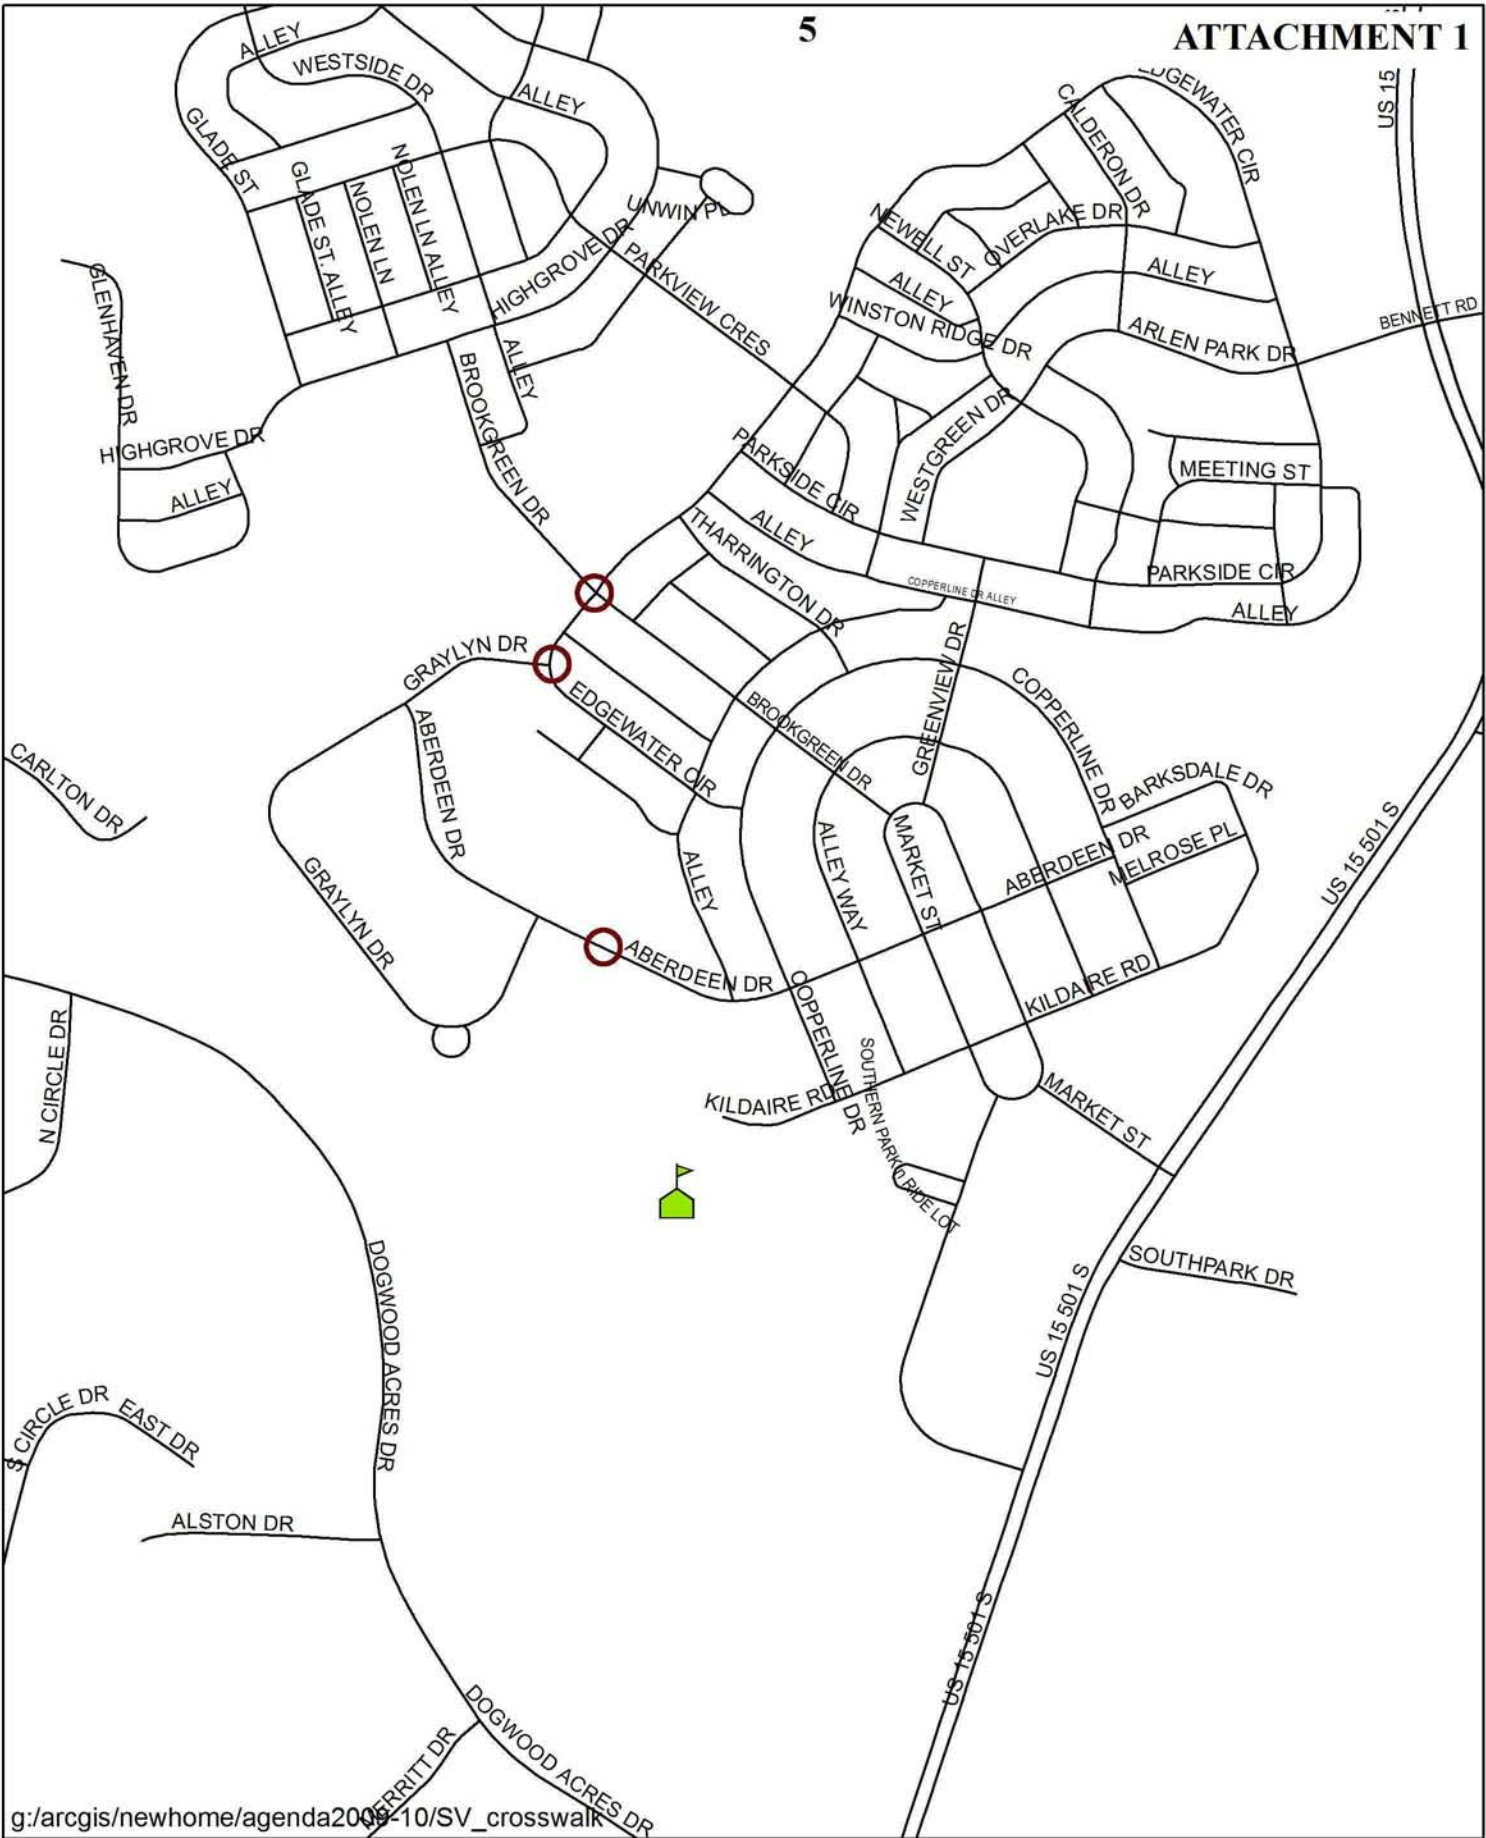 5
ATTACHMENT 1
ALLEY
WESTSIDE DR
ALLEY
US 15
EDGEWATER CIR
CALDERON DR
GLADE ST
NOLEN LN ALLEY
GLADE ST. ALLEY
NOLEN LN
UNWIN PL
NEWELL ST
OVERLAKE DR
HIGHGROVE DR
PARKVIEW CRES
ALLEY
ALLEY
GLENHAVEN DR
WINSTON RIDGE DR
ARLEN PARK DR
BENNETT RD
ALLEY
BROOKGREEN DR
WESTGREEN DR
HIGHGROVE DR
PARKSIDE CIR
MEETING ST
ALLEY
ALLEY
THARRINGTON DR
COPPERLINE DR ALLEY
PARKSIDE CIR
ALLEY
GRAYLYN DR
GREENVIEW DR
COPPERLINE DR
EDGEWATER CIR
BROOKGREEN DR
ABERDEEN DR
CARLTON DR
BARKSDALE DR
US 15 501 S
ABERDEEN DR
MELROSE PL
ALLEY
ALLEY WAY
MARKET ST
GRAYLYN DR
ABERDEEN DR
KILDAIRE RD
COPPERLINE DR
N CIRCLE DR
SOUTHERN PARK n RIDE LOT
KILDAIRE RD
MARKET ST
DOGWOOD ACRES DR
SOUTHPARK DR
US 15 501 S
S CIRCLE DR
EAST DR
ALSTON DR
US 15 501 S
DOGWOOD ACRES DR
MERRITT DR
g:/arcgis/newhome/agenda2009-10/SV_crosswalk